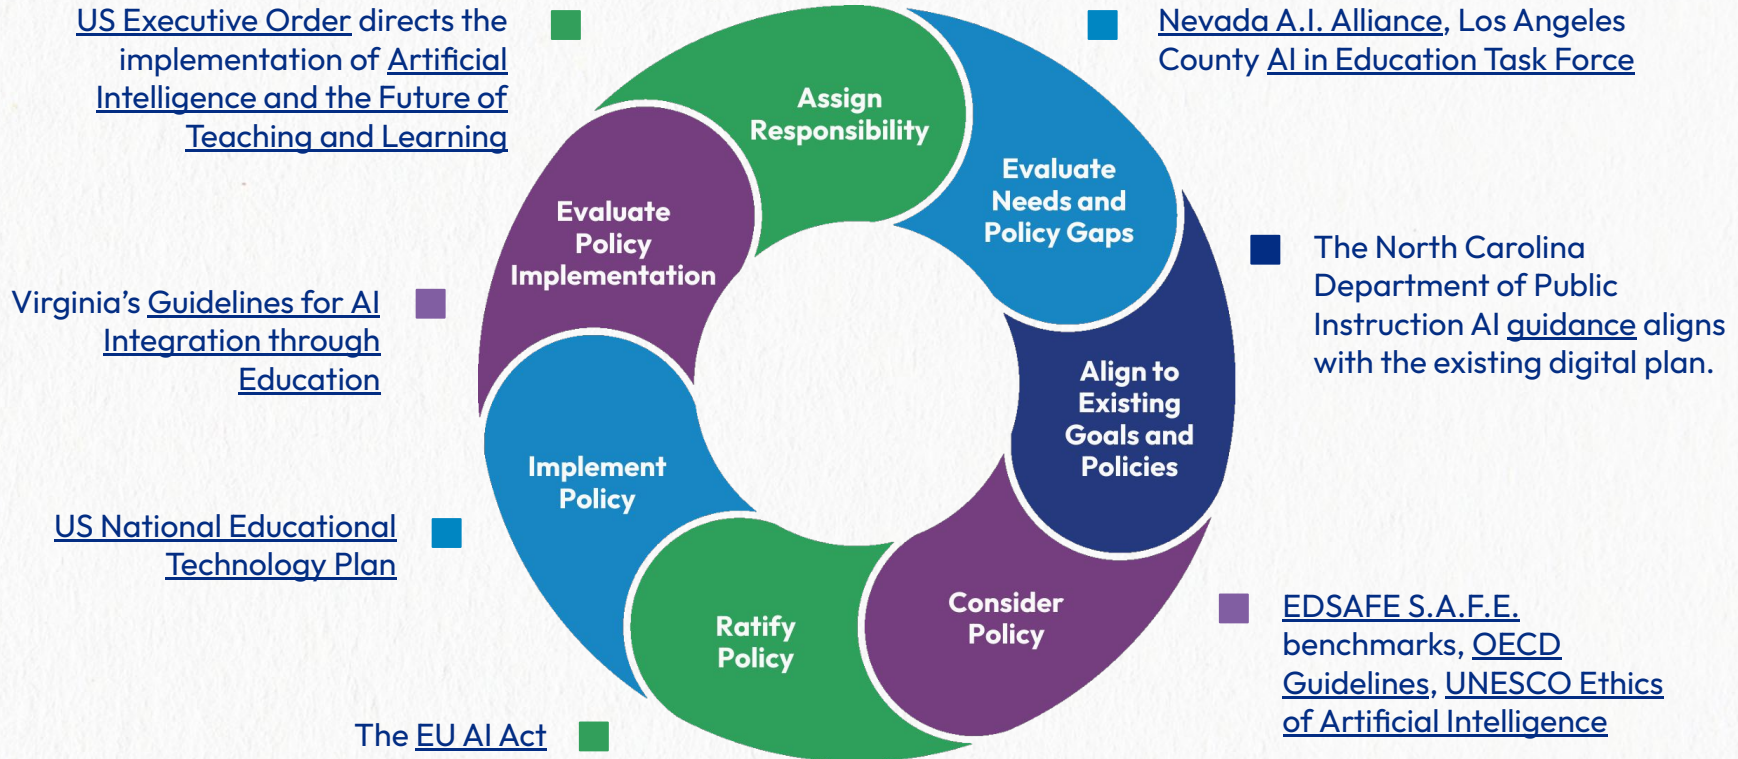 US Executive Order directs the
implementation of Artificial
Intelligence and the Future of
Teaching and Learning
Nevada A.I. Alliance, Los Angeles
County AI in Education Task Force
Assign
Responsibility
Evaluate
Needs and
Policy Gaps
The North Carolina
Department of Public
Instruction AI guidance aligns
with the existing digital plan.
Align to
Existing
Goals and
Policies
EDSAFE S.A.F.E.
benchmarks, OECD
Guidelines, UNESCO Ethics
of Artificial Intelligence
Consider
Policy
Ratify
Policy
The EU AI Act
Implement
Policy
US National Educational
Technology Plan
Evaluate
Policy
Implementation
Virginia’s Guidelines for AI
Integration through
Education